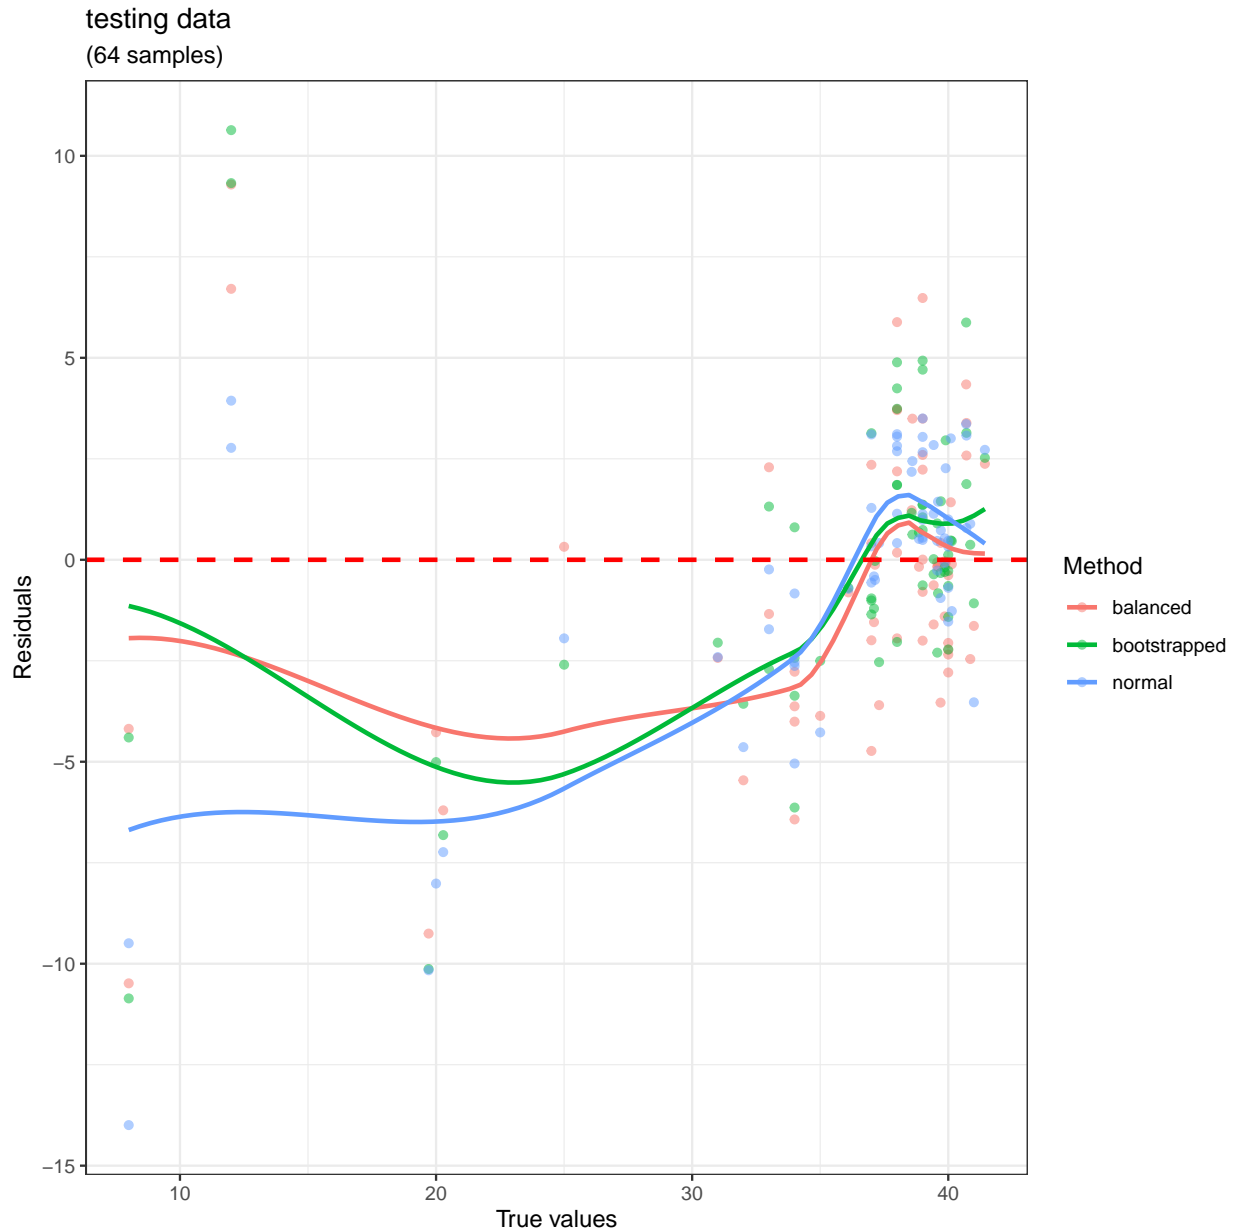 testing data
(64 samples)
10
5
0
−5
−10
−15
Residuals
10
20
30
40
True values
Method
balanced
bootstrapped
normal